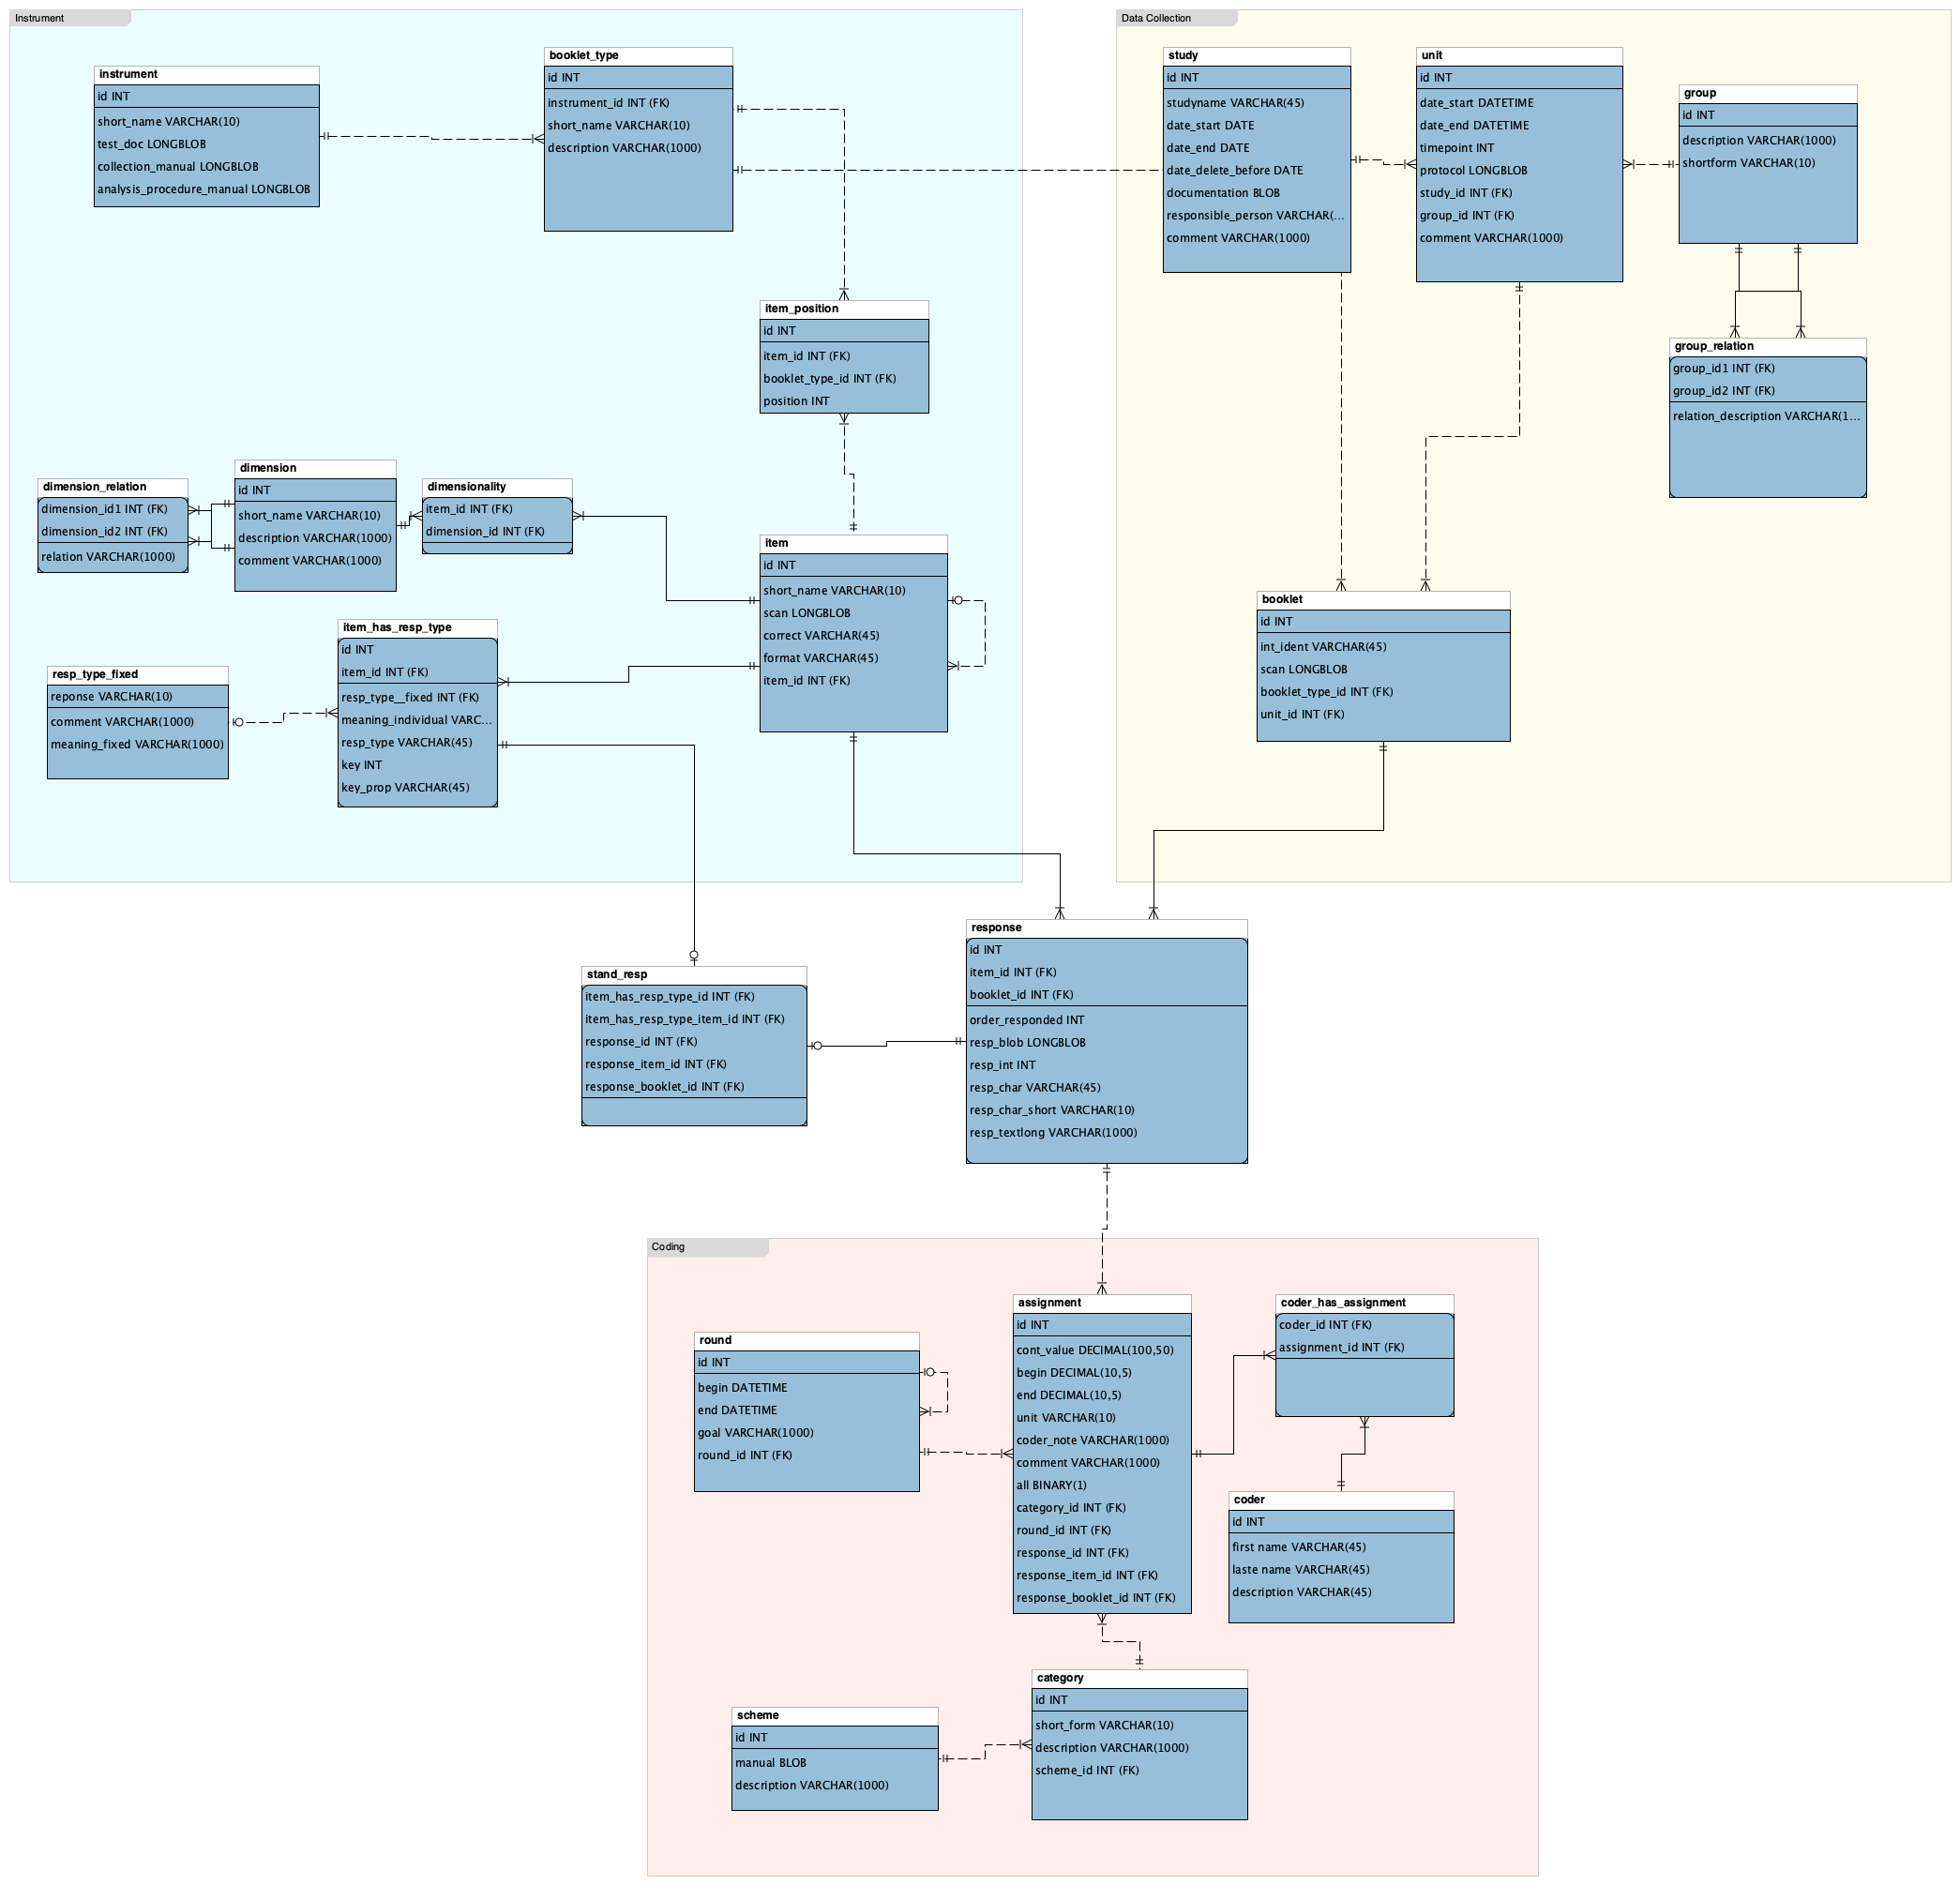 Instrument
instrument
id INT
short_name VARCHAR(10)
test_doc LONGBLOB
collection_manual LONGBLOB
analysis_procedure_manual LONGBLOB
booklet_type
id INT
instrument_id INT (FK)
short_name VARCHAR(10)
description VARCHAR(1000)
item_position
id INT
item_id INT (FK)
booklet_type_id INT (FK)
position INT
dimension_relation
dimension_id1 INT (FK)
dimension_id2 INT (FK)
relation VARCHAR(1000)
dimension
id INT
short_name VARCHAR(10)
description VARCHAR(1000)
comment VARCHAR(1000)
dimensionality
item_id INT (FK)
dimension_id INT (FK)
item
id INT
short_name VARCHAR(10)
scan LONGBLOB
correct VARCHAR(45)
format VARCHAR(45)
item_id INT (FK)
item_has_resp_type
id INT
item_id INT (FK)
resp_type__fixed INT (FK)
meaning_individual VARC...
resp_type VARCHAR(45)
key INT
key_prop VARCHAR(45)
resp_type_fixed
reponse VARCHAR(10)
comment VARCHAR(1000)
meaning_fixed VARCHAR(1000)
Data Collection
study
id INT
studyname VARCHAR(45)
date_start DATE
date_end DATE
date_delete_before DATE
documentation BLOB
responsible_person VARCHAR(...
comment VARCHAR(1000)
unit
id INT
date_start DATETIME
date_end DATETIME
timepoint INT
protocol LONGBLOB
study_id INT (FK)
group_id INT (FK)
comment VARCHAR(1000)
group
id INT
description VARCHAR(1000)
shortform VARCHAR(10)
group_relation
group_id1 INT (FK)
group_id2 INT (FK)
relation_description VARCHAR(1...
booklet
id INT
int_ident VARCHAR(45)
scan LONGBLOB
booklet_type_id INT (FK)
unit_id INT (FK)
response
id INT
item_id INT (FK)
booklet_id INT (FK)
order_responded INT
resp_blob LONGBLOB
resp_int INT
resp_char VARCHAR(45)
resp_char_short VARCHAR(10)
resp_textlong VARCHAR(1000)
stand_resp
item_has_resp_type_id INT (FK)
item_has_resp_type_item_id INT (FK)
response_id INT (FK)
response_item_id INT (FK)
response_booklet_id INT (FK)
Coding
assignment
id INT
cont_value DECIMAL(100,50)
begin DECIMAL(10,5)
end DECIMAL(10,5)
unit VARCHAR(10)
coder_note VARCHAR(1000)
comment VARCHAR(1000)
all BINARY(1)
category_id INT (FK)
round_id INT (FK)
response_id INT (FK)
response_item_id INT (FK)
response_booklet_id INT (FK)
coder_has_assignment
coder_id INT (FK)
assignment_id INT (FK)
round
id INT
begin DATETIME
end DATETIME
goal VARCHAR(1000)
round_id INT (FK)
coder
id INT
first name VARCHAR(45)
laste name VARCHAR(45)
description VARCHAR(45)
category
id INT
short_form VARCHAR(10)
description VARCHAR(1000)
scheme_id INT (FK)
scheme
id INT
manual BLOB
description VARCHAR(1000)